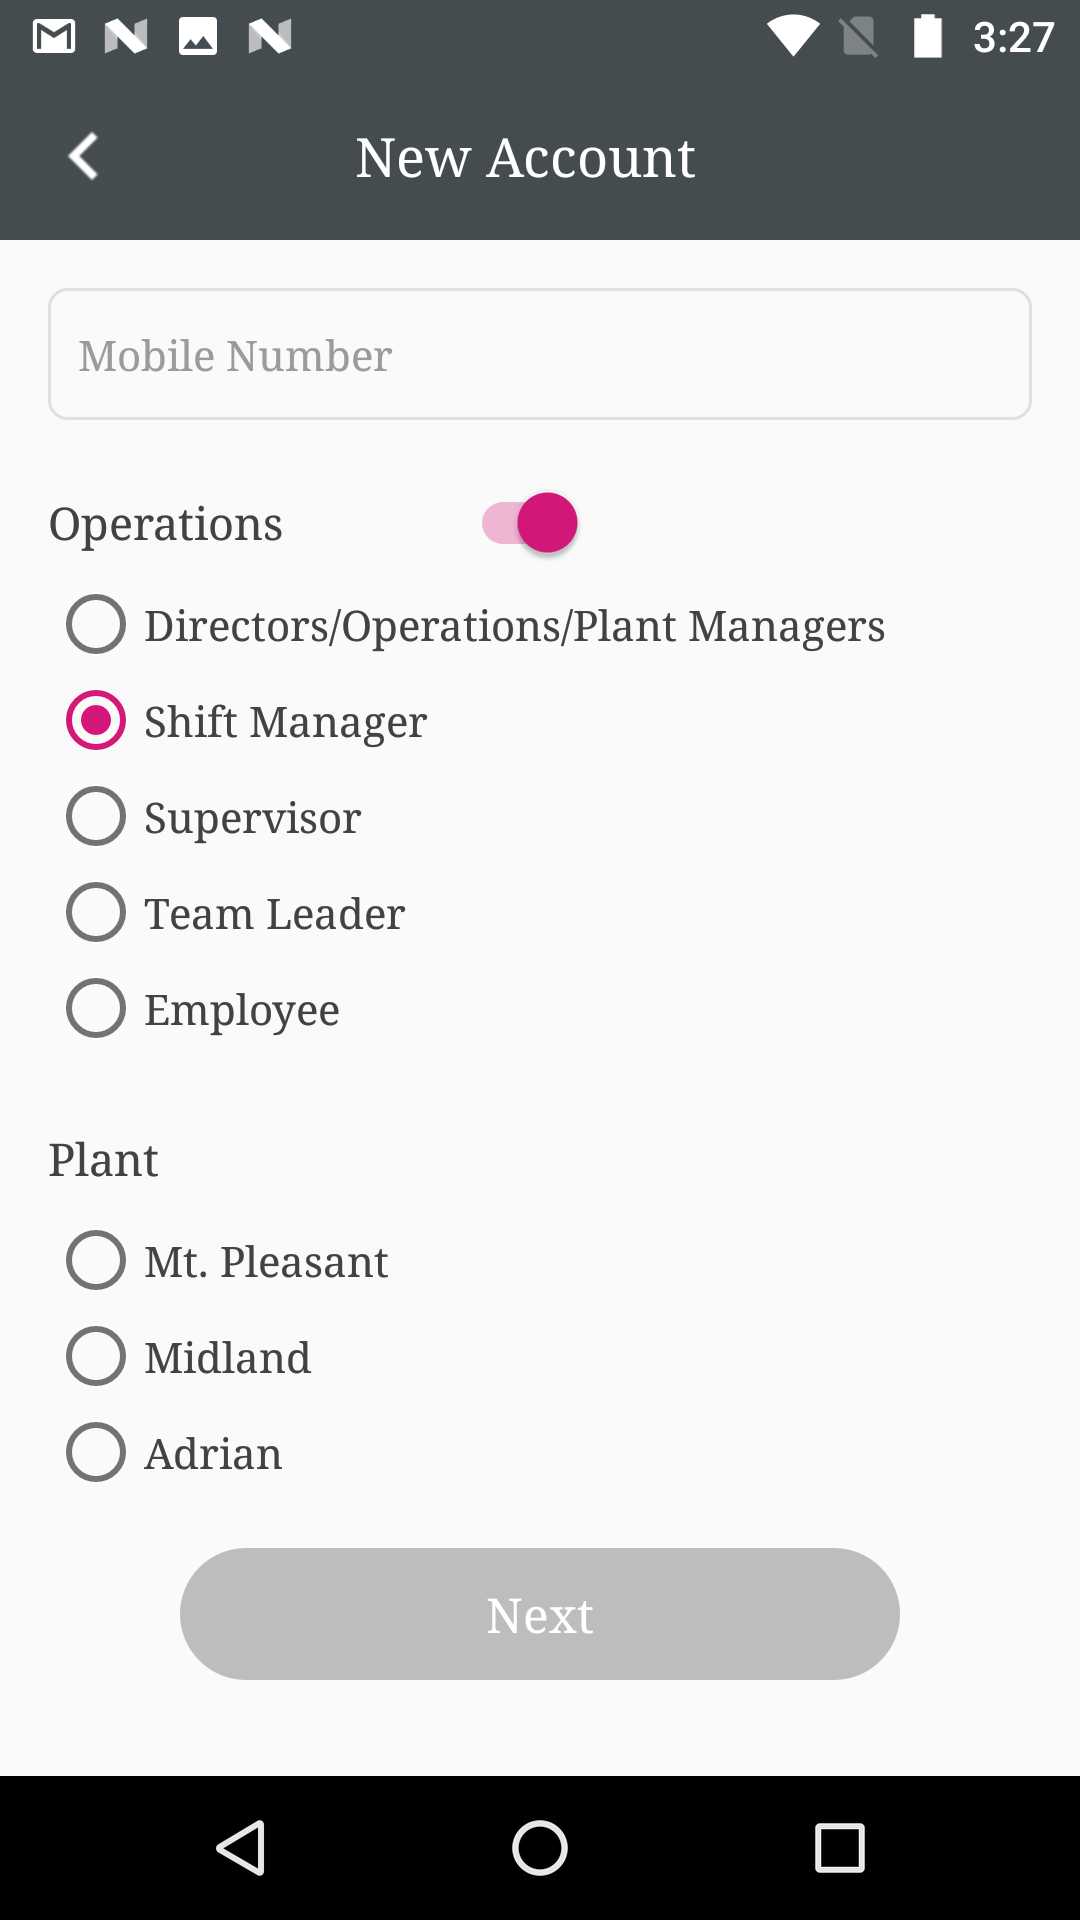 3:27
New Account
Mobile Number
Operations
Directors/Operations/Plant Managers
Shift Manager
Supervisor
Team Leader
Employee
Plant
Mt. Pleasant
Midland
Adrian
Next